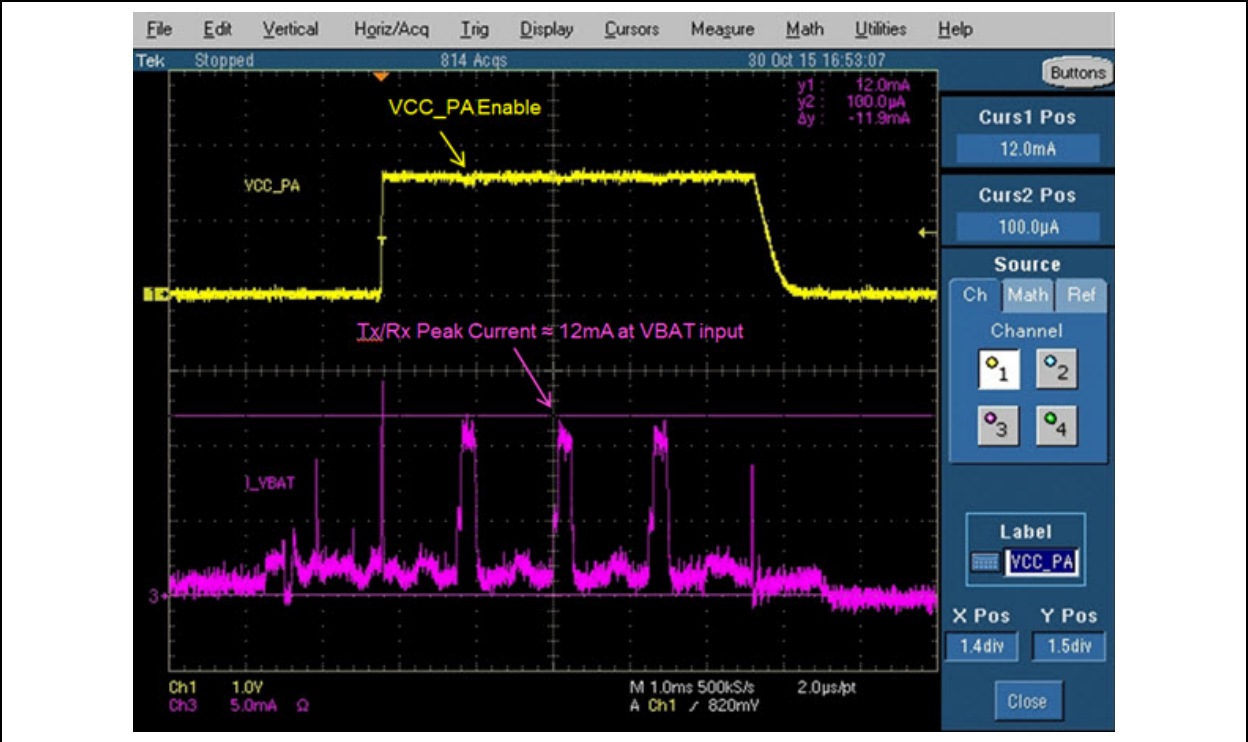 File Edit Vertical Horiz/Acq Trig Display Cursors Measure Math Utilities Help
Tek Stopped 814 Acqs 30 Oct 15 16:53:07
Buttons
y1 : 12.0mA
y2 : 100.0µA
Δy : -11.9mA
VCC_PA Enable
VCC_PA
Curs1 Pos
12.0mA
Curs2 Pos
100.0µA
Source
Ch Math Ref
Channel
1 2
3 4
Tx/Rx Peak Current ≈ 12mA at VBAT input
I_VBAT
3
Label
VCC_PA
X Pos Y Pos
1.4div 1.5div
Close
Ch1 1.0V M 1.0ms 500kS/s 2.0µs/pt
Ch3 5.0mA Ω A Ch1 / 820mV